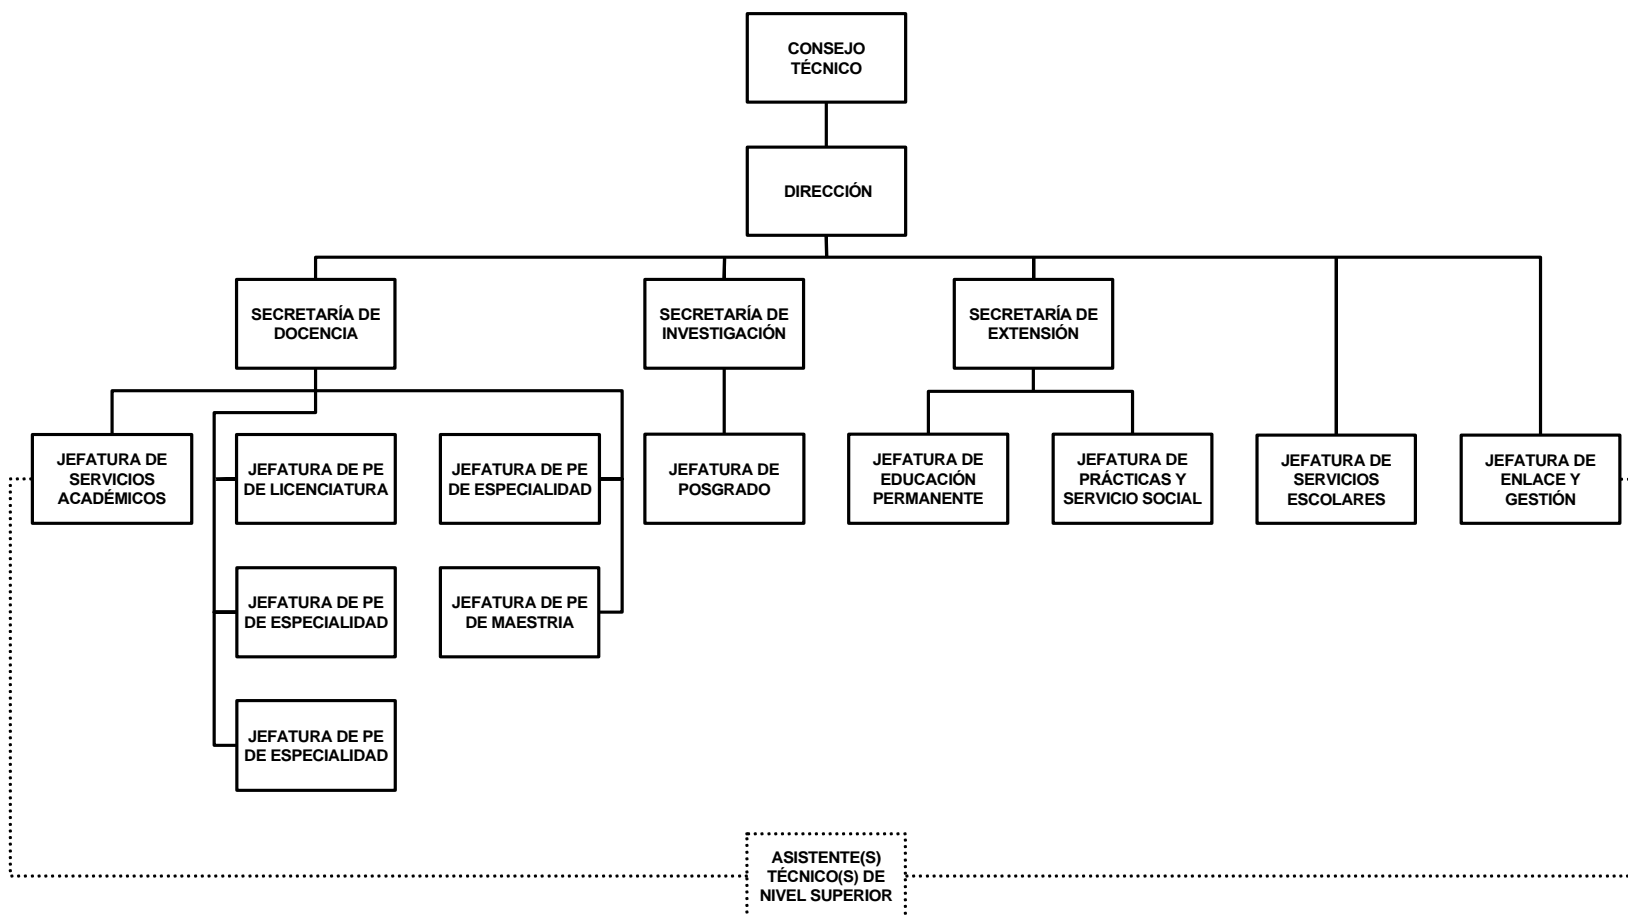 CONSEJO
TÉCNICO
DIRECCIÓN
SECRETARÍA DE
DOCENCIA
SECRETARÍA DE
INVESTIGACIÓN
SECRETARÍA DE
EXTENSIÓN
JEFATURA DE
SERVICIOS
ACADÉMICOS
JEFATURA DE PE
DE LICENCIATURA
JEFATURA DE PE
DE ESPECIALIDAD
JEFATURA DE
POSGRADO
JEFATURA DE
EDUCACIÓN
PERMANENTE
JEFATURA DE
PRÁCTICAS Y
SERVICIO SOCIAL
JEFATURA DE
SERVICIOS
ESCOLARES
JEFATURA DE
ENLACE Y
GESTIÓN
JEFATURA DE PE
DE ESPECIALIDAD
JEFATURA DE PE
DE MAESTRIA
JEFATURA DE PE
DE ESPECIALIDAD
ASISTENTE(S)
TÉCNICO(S) DE
NIVEL SUPERIOR